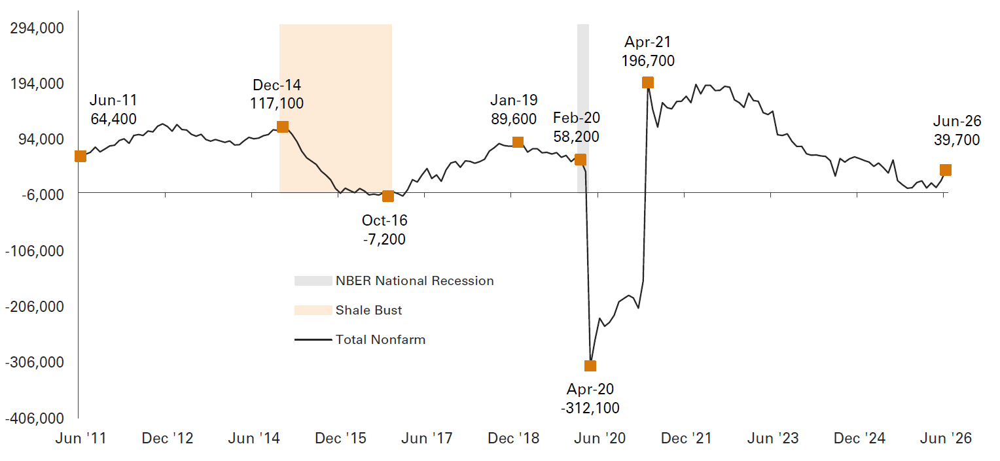 294,000
194,000
94,000
-6,000
-106,000
-206,000
-306,000
-406,000
Jun-11
64,400
Dec-14
117,100
Oct-16
-7,200
Jan-19
89,600
Feb-20
58,200
Apr-20
-312,100
Apr-21
196,700
Jun-26
39,700
NBER National Recession
Shale Bust
Total Nonfarm
Jun '11 Dec '12 Jun '14 Dec '15 Jun '17 Dec '18 Jun '20 Dec '21 Jun '23 Dec '24 Jun '26